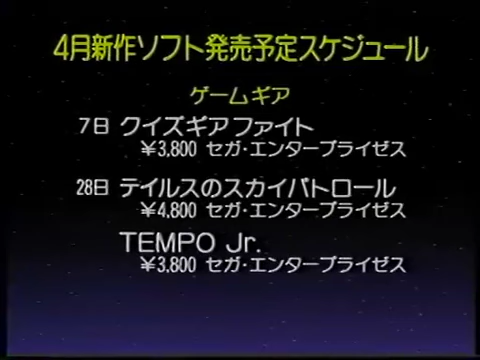 4月新作ソフト発売予定スケジュール
ゲームギア
7日 クイズギアファイト
¥3,800 セガ・エンタープライゼス
28日 テイルスのスカイパトロール
¥4,800 セガ・エンタープライゼス
TEMPO Jr.
¥3,800 セガ・エンタープライゼス